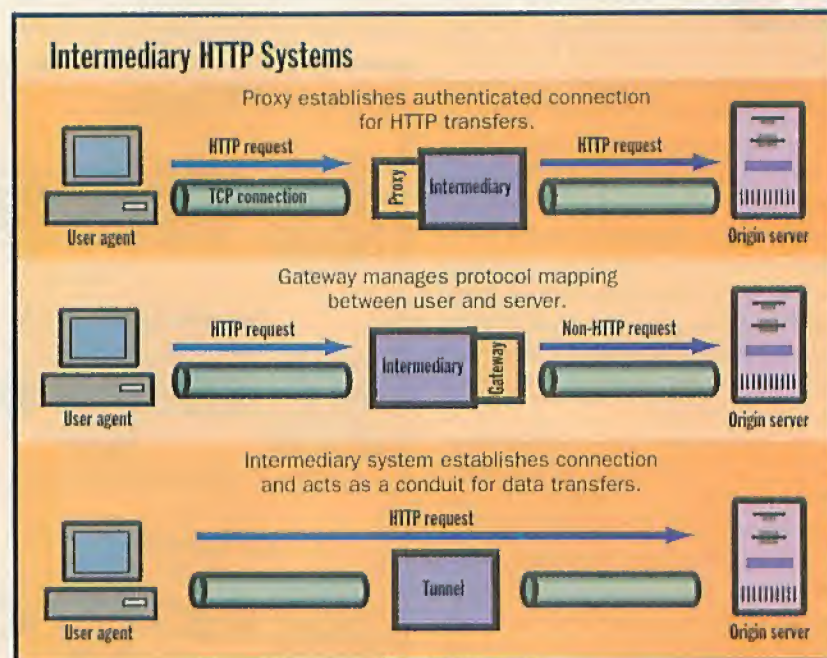 Intermediary HTTP Systems
Proxy establishes authenticated connection
for HTTP transfers.
HTTP request
HTTP request
TCP connection
Proxy
Intermediary
User agent
Origin server
Gateway manages protocol mapping
between user and server.
HTTP request
Non-HTTP request
Intermediary
Gateway
User agent
Origin server
Intermediary system establishes connection
and acts as a conduit for data transfers.
HTTP request
Tunnel
User agent
Origin server